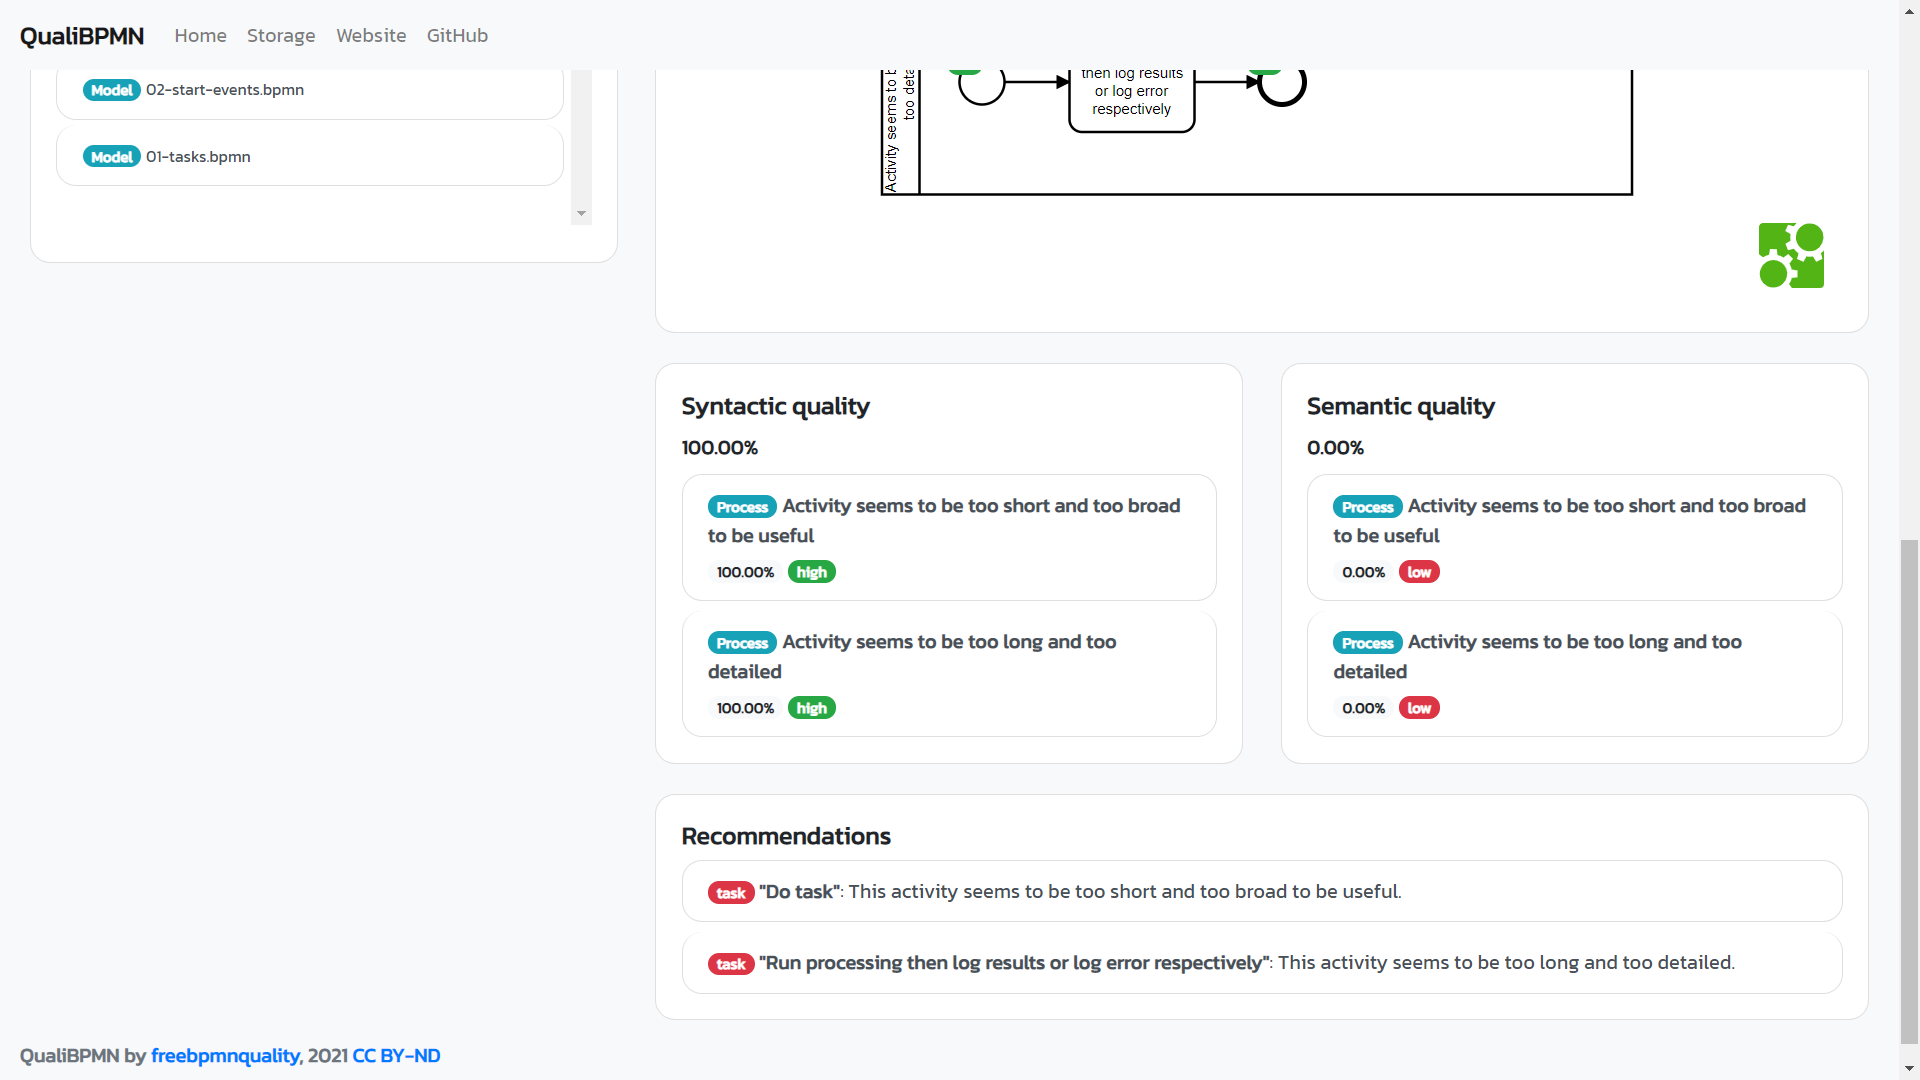 QualiBPMN Home Storage Website GitHub
Model 02-start-events.bpmn
Model 01-tasks.bpmn
Activity seems to b
too deta
then log results
or log error
respectively
Syntactic quality
100.00%
Process Activity seems to be too short and too broad
to be useful
100.00% high
Process Activity seems to be too long and too
detailed
100.00% high
Semantic quality
0.00%
Process Activity seems to be too short and too broad
to be useful
0.00% low
Process Activity seems to be too long and too
detailed
0.00% low
Recommendations
task "Do task": This activity seems to be too short and too broad to be useful.
task "Run processing then log results or log error respectively": This activity seems to be too long and too detailed.
QualiBPMN by freebpmnquality, 2021 CC BY-ND